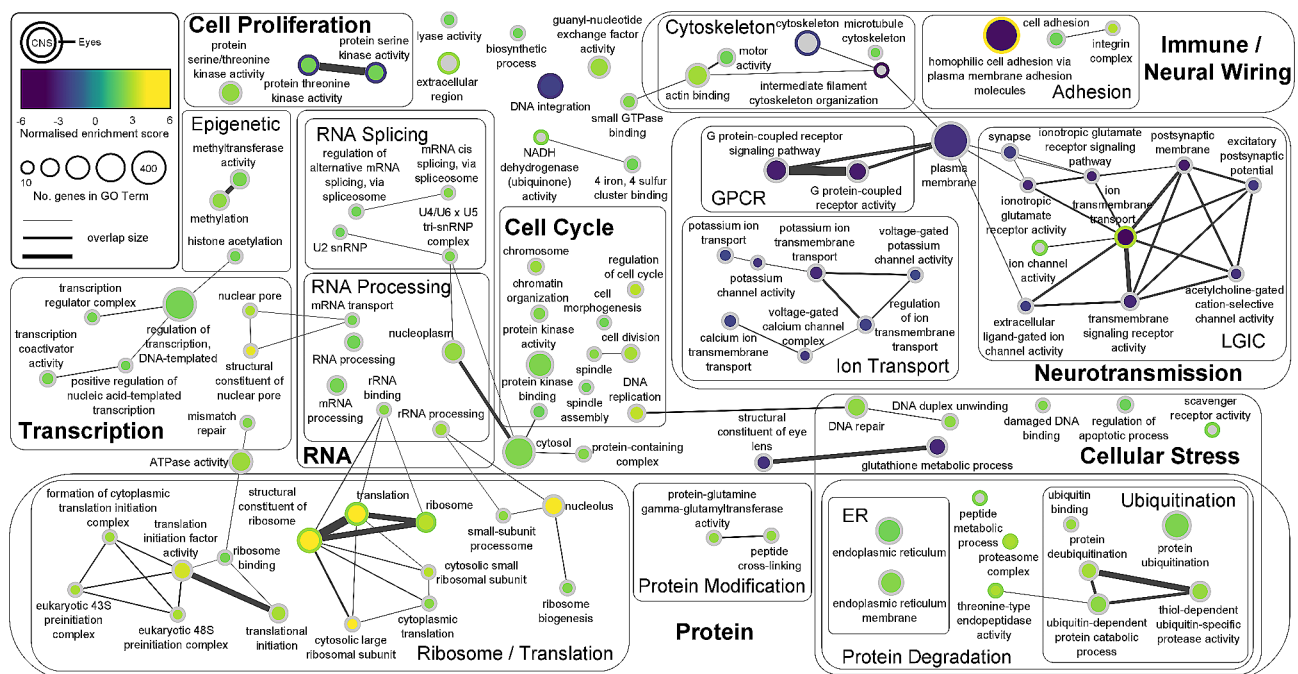 CNS
Eyes
-6 -3 0 3 6
Normalised enrichment score
10
400
No. genes in GO Term
overlap size
Cell Proliferation
protein
serine/threonine
kinase activity
protein serine
kinase activity
protein threonine
kinase activity
lyase activity
extracellular
region
biosynthetic
process
guanyl-nucleotide
exchange factor
activity
DNA integration
small GTPase
binding
NADH
dehydrogenase
(ubiquinone)
activity
4 iron, 4 sulfur
cluster binding
Cytoskeleton
cytoskeleton
microtubule
cytoskeleton
motor
activity
actin binding
intermediate filament
cytoskeleton organization
cell adhesion
integrin
complex
homophilic cell adhesion via
plasma membrane adhesion
molecules
Adhesion
Immune /
Neural Wiring
Epigenetic
methyltransferase
activity
methylation
histone acetylation
RNA Splicing
regulation of
alternative mRNA
splicing, via
spliceosome
mRNA cis
splicing, via
spliceosome
U4/U6 x U5
tri-snRNP
complex
U2 snRNP
RNA Processing
mRNA transport
nucleoplasm
RNA processing
mRNA
processing
rRNA
binding
rRNA processing
RNA
Cell Cycle
chromosome
chromatin
organization
regulation
of cell cycle
cell
morphogenesis
protein kinase
activity
cell division
spindle
protein kinase
binding
spindle
assembly
DNA
replication
cytosol
protein-containing
complex
G protein-coupled receptor
signaling pathway
GPCR
G protein-coupled
receptor activity
plasma
membrane
potassium ion
transport
potassium ion
transmembrane
transport
voltage-gated
potassium
channel activity
potassium
channel activity
voltage-gated
calcium channel
complex
calcium ion
transmembrane
transport
regulation
of ion
transmembrane
transport
Ion Transport
synapse
ionotropic glutamate
receptor signaling
pathway
postsynaptic
membrane
excitatory
postsynaptic
potential
ion
transmembrane
transport
ionotropic
glutamate
receptor activity
ion channel
activity
extracellular
ligand-gated ion
channel activity
transmembrane
signaling receptor
activity
acetylcholine-gated
cation-selective
channel activity
LGIC
Neurotransmission
transcription
regulator complex
nuclear pore
transcription
coactivator
activity
regulation of
transcription,
DNA-templated
structural
constituent of
nuclear pore
positive regulation of
nucleic acid-templated
transcription
mismatch
repair
Transcription
ATPase activity
structural
constituent of eye
lens
DNA repair
DNA duplex unwinding
damaged DNA
binding
regulation of
apoptotic process
scavenger
receptor activity
glutathione metabolic process
Cellular Stress
formation of cytoplasmic
translation initiation
complex
translation
initiation factor
activity
structural
constituent of
ribosome
translation
ribosome
nucleolus
small-subunit
processome
ribosome
binding
cytosolic small
ribosomal subunit
eukaryotic 43S
preinitiation
complex
eukaryotic 48S
preinitiation complex
translational
initiation
cytosolic large
ribosomal subunit
cytoplasmic
translation
ribosome
biogenesis
Ribosome / Translation
protein-glutamine
gamma-glutamyltransferase
activity
peptide
cross-linking
Protein Modification
Protein
ER
endoplasmic reticulum
endoplasmic reticulum
membrane
peptide
metabolic
process
proteasome
complex
threonine-type
endopeptidase
activity
Ubiquitination
ubiquitin
binding
protein
deubiquitination
protein
ubiquitination
ubiquitin-dependent
protein catabolic
process
thiol-dependent
ubiquitin-specific
protease activity
Protein Degradation